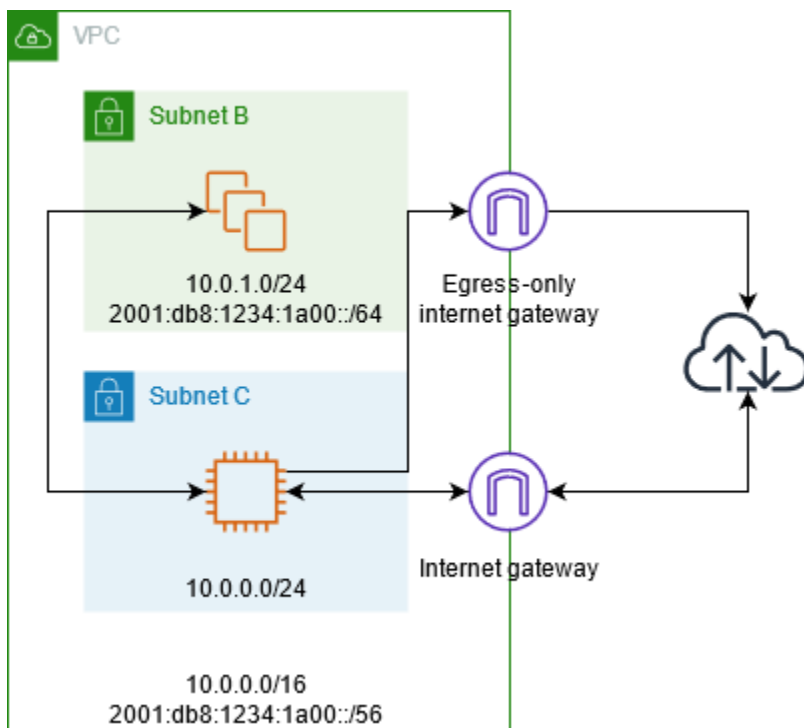 VPC
Subnet B
10.0.1.0/24
2001:db8:1234:1a00::/64
Egress-only
internet gateway
Subnet C
10.0.0.0/24
Internet gateway
10.0.0.0/16
2001:db8:1234:1a00::/56